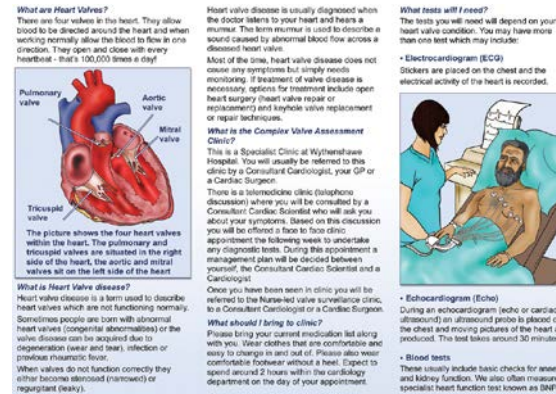 What are Heart Valves?
There are four valves in the heart. They allow
blood to be directed around the heart and when
working normally allow the blood to flow in one
direction. They open and close with every
heartbeat - that's 100,000 times a day!
Pulmonary
valve
Aortic
valve
Mitral
valve
Tricuspid
valve
The picture shows the four heart valves
within the heart. The pulmonary and
tricuspid valves are situated in the right
side of the heart, the aortic and mitral
valves sit on the left side of the heart
What is Heart Valve disease?
Heart valve disease is a term used to describe
heart valves which are not functioning normally.
Sometimes people are born with abnormal
heart valves (congenital abnormalities) or the
valve disease can be acquired due to
degeneration (wear and tear), infection or
previous rheumatic fever.
When valves do not function correctly they
either become stenosed (narrowed) or
regurgitant (leaky).
Heart valve disease is usually diagnosed when
the doctor listens to your heart and hears a
murmur. The term murmur is used to describe a
sound caused by abnormal blood flow across a
diseased heart valve.
Most of the time, heart valve disease does not
cause any symptoms but simply needs
monitoring. If treatment of valve disease is
necessary, options for treatment include open
heart surgery (heart valve repair or
replacement) and keyhole valve replacement
or repair techniques.
What is the Complex Valve Assessment
Clinic?
This is a Specialist Clinic at Wythenshawe
Hospital. You will usually be referred to this
clinic by a Consultant Cardiologist, your GP or
a Cardiac Surgeon.
There is a telemedicine clinic (telephone
discussion) where you will be consulted by a
Consultant Cardiac Scientist who will ask you
about your symptoms. Based on this discussion
you will be offered a face to face clinic
appointment the following week to undertake
any diagnostic tests. During this appointment a
management plan will be decided between
yourself, the Consultant Cardiac Scientist and a
Cardiologist
Once you have been seen in clinic you will be
referred to the Nurse-led valve surveillance clinic,
to a Consultant Cardiologist or a Cardiac Surgeon.
What should I bring to clinic?
Please bring your current medication list along
with you. Wear clothes that are comfortable and
easy to change in and out of. Please also wear
comfortable footwear without a heel. Expect to
spend around 2 hours within the cardiology
department on the day of your appointment.
What tests will I need?
The tests you will need will depend on your
heart valve condition. You may have more
than one test which may include:
• Electrocardiogram (ECG)
Stickers are placed on the chest and the
electrical activity of the heart is recorded.
• Echocardiogram (Echo)
During an echocardiogram (echo or cardiac
ultrasound) an ultrasound probe is placed
the chest and moving pictures of the heart
produced. The test takes around 30 minute
• Blood tests
These usually include basic checks for
and kidney function. We also often measure
specialist heart function test known as